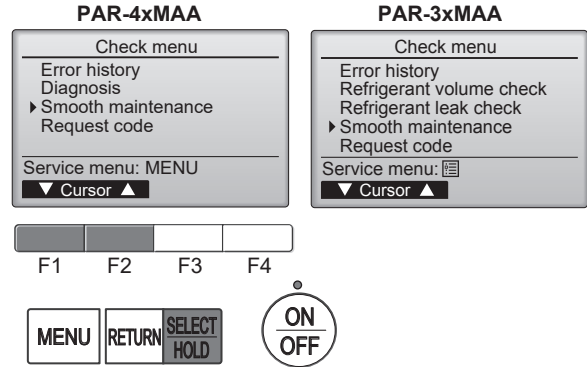 PAR-4xMAA
Check menu
Error history
Diagnosis
Smooth maintenance
Request code
Service menu: MENU
▼ Cursor ▲
PAR-3xMAA
Check menu
Error history
Refrigerant volume check
Refrigerant leak check
Smooth maintenance
Request code
Service menu:
▼ Cursor ▲
F1 F2 F3 F4
MENU RETURN SELECT HOLD
ON
OFF